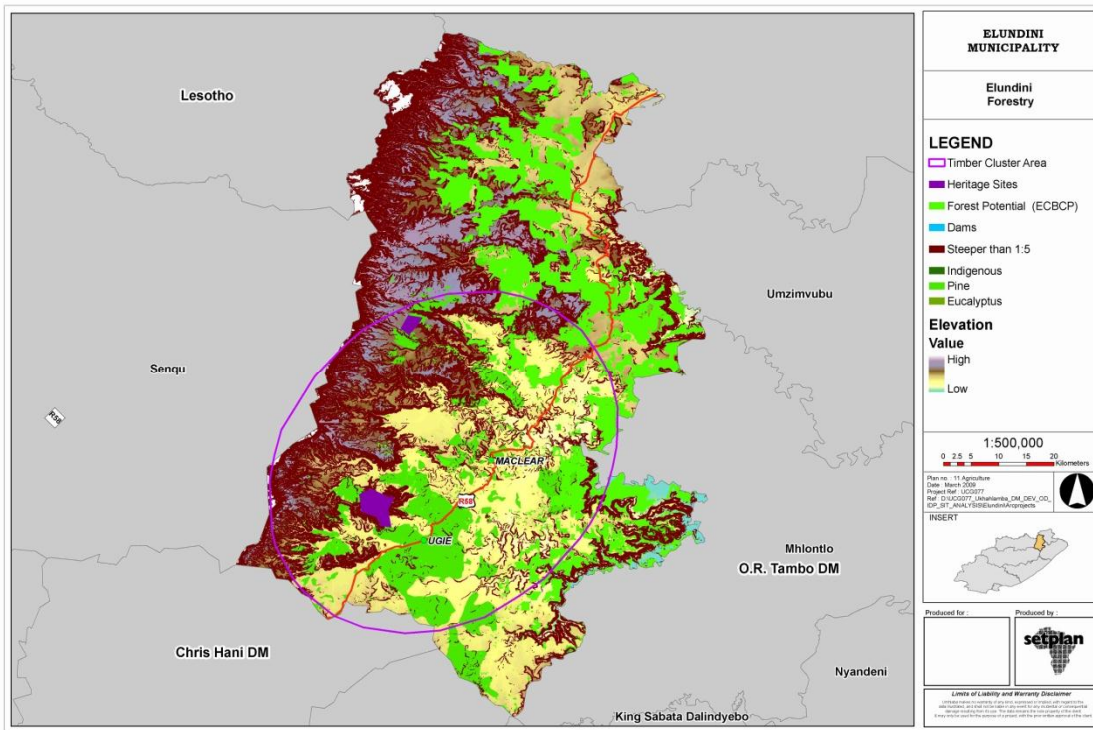 Lesotho
Senqu
R58
Umzimvubu
MACLEAR
R58
UGIE
Mhlontlo
O.R. Tambo DM
Chris Hani DM
Nyandeni
King Sabata Dalindyebo
ELUNDINI
MUNICIPALITY
Elundini
Forestry
LEGEND
Timber Cluster Area
Heritage Sites
Forest Potential (ECBCP)
Dams
Steeper than 1:5
Indigenous
Pine
Eucalyptus
Elevation
Value
High
Low
1:500,000
0 2.5 5 10 15 20
Kilometers
Plan no. : 11 Agriculture
Date : March 2009
Project Ref : UCG077
INSERT
Produced for :
Produced by :
setplan
Limits of Liability and Warranty Disclaimer